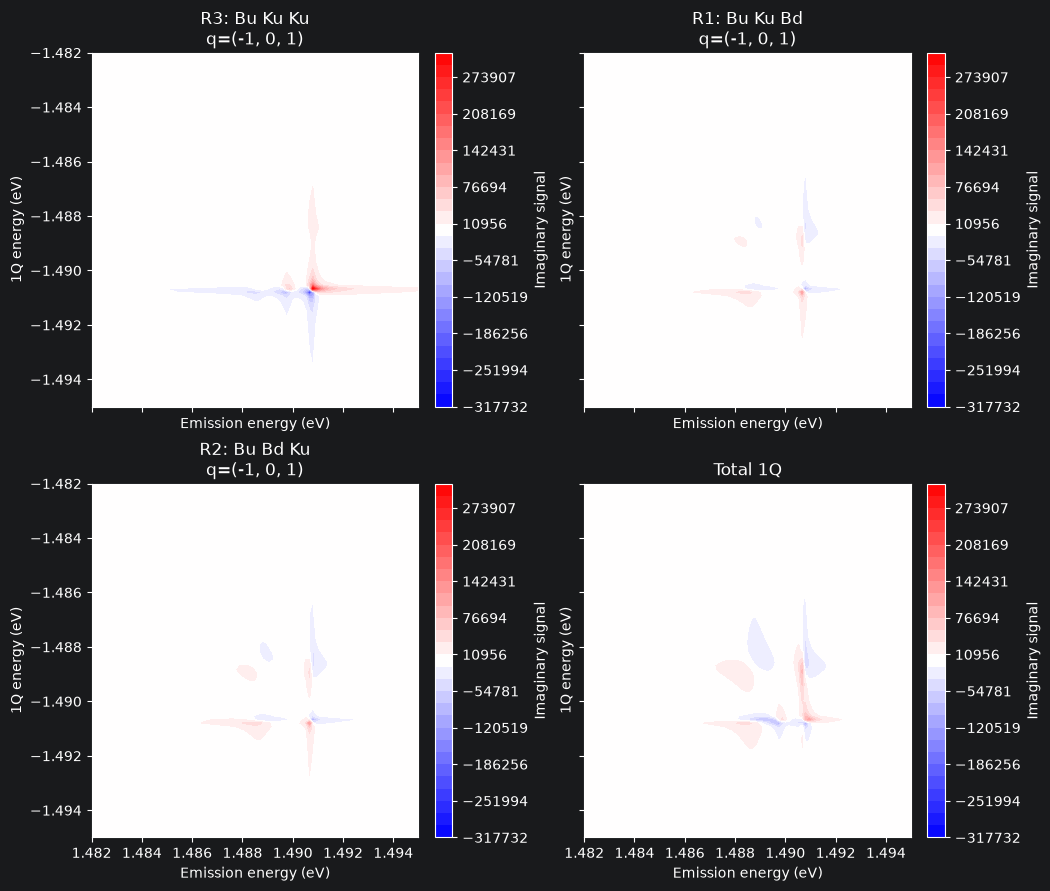 R3: Bu Ku Ku
q=(-1, 0, 1)
R1: Bu Ku Bd
q=(-1, 0, 1)
−1.482
−1.484
−1.486
−1.488
−1.490
−1.492
−1.494
1Q energy (eV)
Emission energy (eV)
273907
208169
142431
76694
10956
−54781
−120519
−186256
−251994
−317732
Imaginary signal
1Q energy (eV)
Emission energy (eV)
273907
208169
142431
76694
10956
−54781
−120519
−186256
−251994
−317732
Imaginary signal
R2: Bu Bd Ku
q=(-1, 0, 1)
Total 1Q
−1.482
−1.484
−1.486
−1.488
−1.490
−1.492
−1.494
1Q energy (eV)
1.482 1.484 1.486 1.488 1.490 1.492 1.494
Emission energy (eV)
273907
208169
142431
76694
10956
−54781
−120519
−186256
−251994
−317732
Imaginary signal
1Q energy (eV)
1.482 1.484 1.486 1.488 1.490 1.492 1.494
Emission energy (eV)
273907
208169
142431
76694
10956
−54781
−120519
−186256
−251994
−317732
Imaginary signal